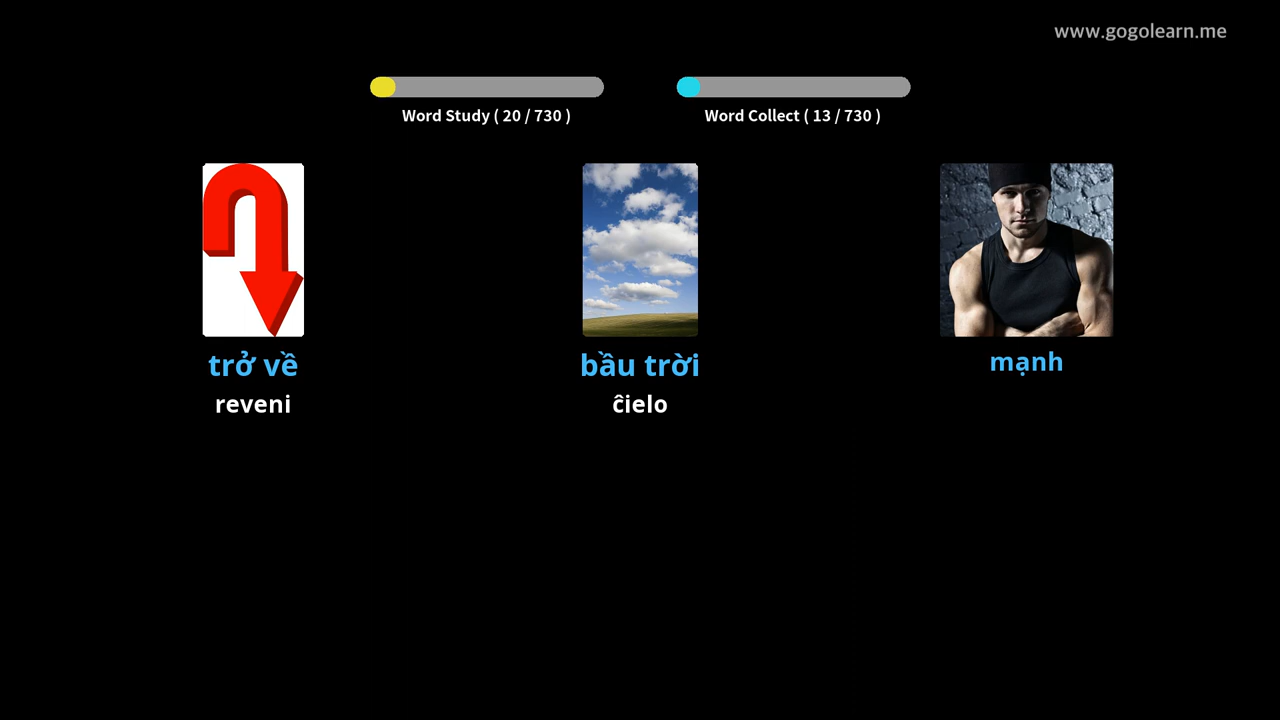 www.gogolearn.me
Word Study ( 20 / 730 )
Word Collect ( 13 / 730 )
trở về
reveni
bầu trời
ĉielo
mạnh